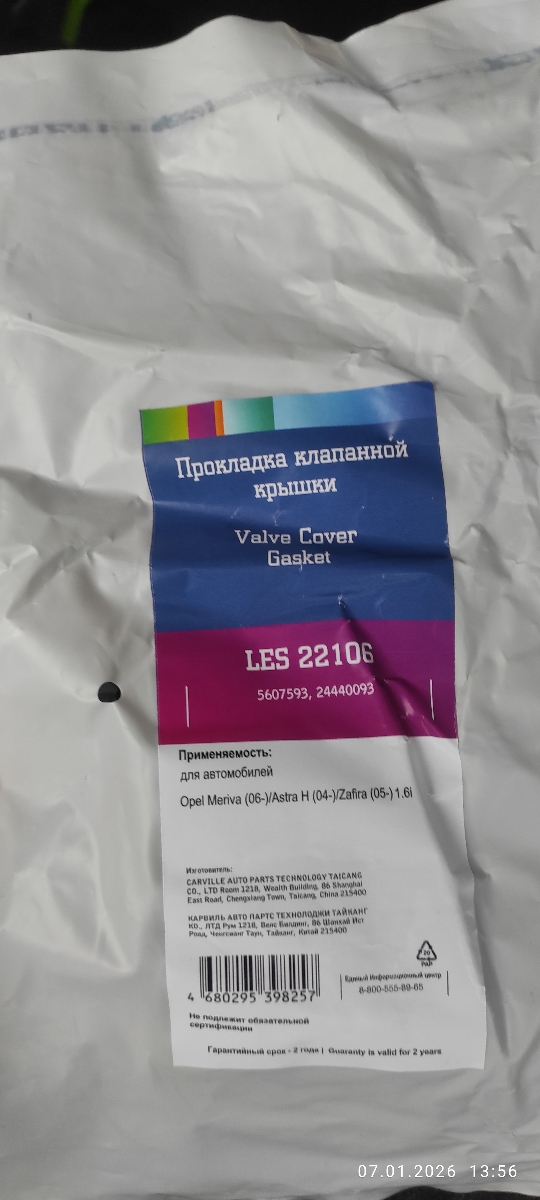 Прокладка клапанной
крышки
Valve Cover
Gasket
LES 22106
5607593, 24440093
Применяемость:
для автомобилей
Opel Meriva (06-)/Astra H (04-)/Zafira (05-) 1.6i
Изготовитель:
CARVILLE AUTO PARTS TECHNOLOGY TAICANG
CO., LTD Room 1218, Wealth Building, 86 Shanghai
East Road, Chengxiang Town, Taicang, China 215400
КАРВИЛЬ АВТО ПАРТС ТЕХНОЛОДЖИ ТАЙКАНГ
КО., ЛТД Рум 1218, Велс Билдинг, 86 Шанхай Ист
Роад, Ченгсианг Таун, Тайканг, Китай 215400
20
PAP
Единый Информационный центр
8-800-555-89-65
4 680295 398257
Не подлежит обязательной
сертификации
Гарантийный срок - 2 года | Guaranty is valid for 2 years
07.01.2026 13:56